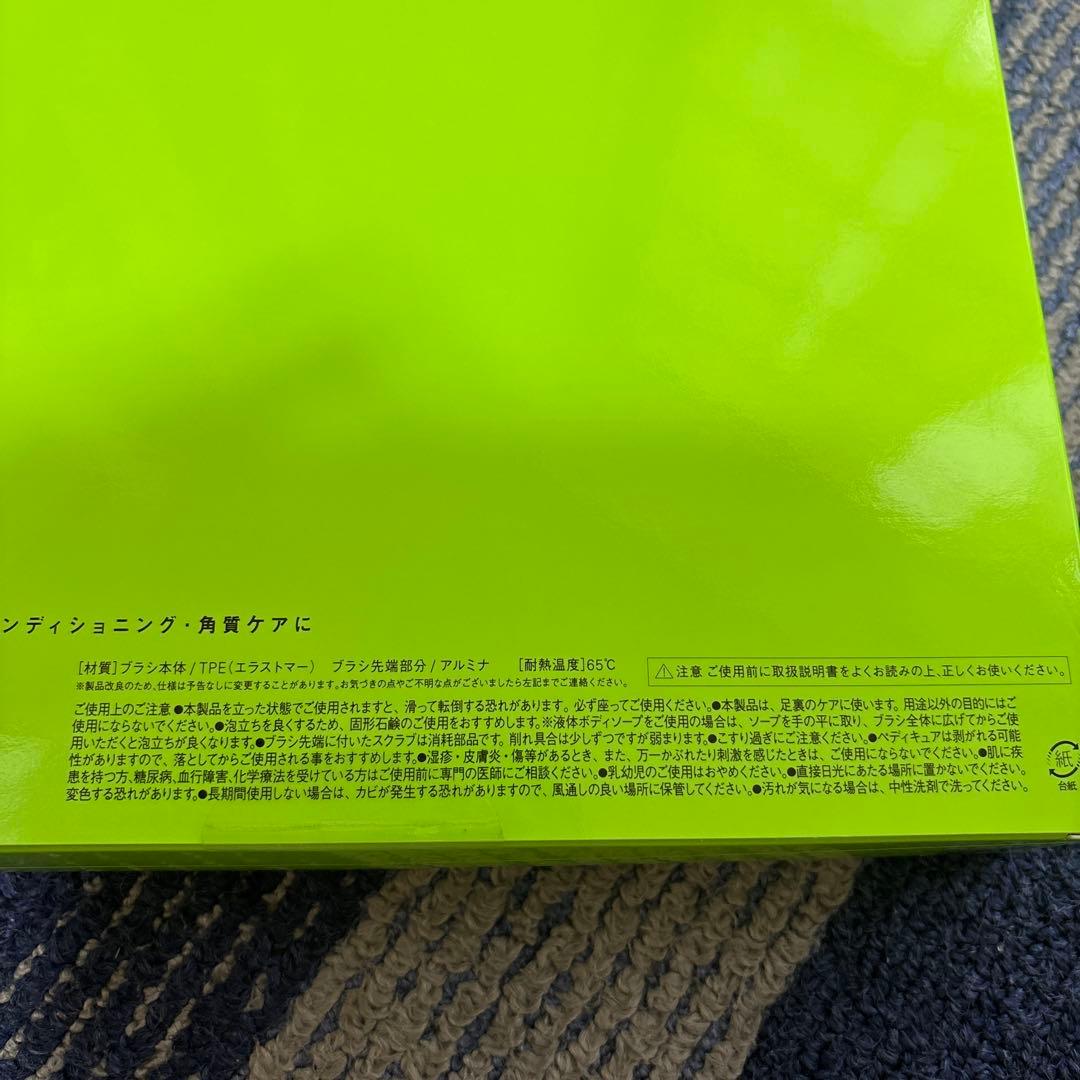 ンディショニング・角質ケアに
[材質]ブラシ本体/TPE(エラストマー) ブラシ先端部分/アルミナ [耐熱温度]65℃
※製品改良のため、仕様は予告なしに変更することがあります。お気づきの点やご不明な点がございましたら左記までご連絡ください。
⚠注意 ご使用前に取扱説明書をよくお読みの上、正しくお使いください。
ご使用上のご注意 ●本製品を立った状態でご使用されますと、滑って転倒する恐れがあります。必ず座ってご使用ください。●本製品は、足裏のケアに使います。用途以外の目的にはご
使用にならないでください。●泡立ちを良くするため、固形石鹸のご使用をおすすめします。※液体ボディソープをご使用の場合は、ソープを手の平に取り、ブラシ全体に広げてからご使
用いただくと泡立ちが良くなります。●ブラシ先端に付いたスクラブは消耗部品です。削れ具合は少しずつですが弱まります。●こすり過ぎにご注意ください。●ペディキュアは剥がれる可能
性がありますので、落としてからご使用される事をおすすめします。●湿疹・皮膚炎・傷等があるとき、また、万一かぶれたり刺激を感じたときは、ご使用にならないでください。●肌に疾
患を持つ方、糖尿病、血行障害、化学療法を受けている方はご使用前に専門の医師にご相談ください。●乳幼児のご使用はおやめください。●直接日光にあたる場所に置かないでください。
変色する恐れがあります。●長期間使用しない場合は、カビが発生する恐れがありますので、風通しの良い場所に保管してください。●汚れが気になる場合は、中性洗剤で洗ってください。
紙
台紙